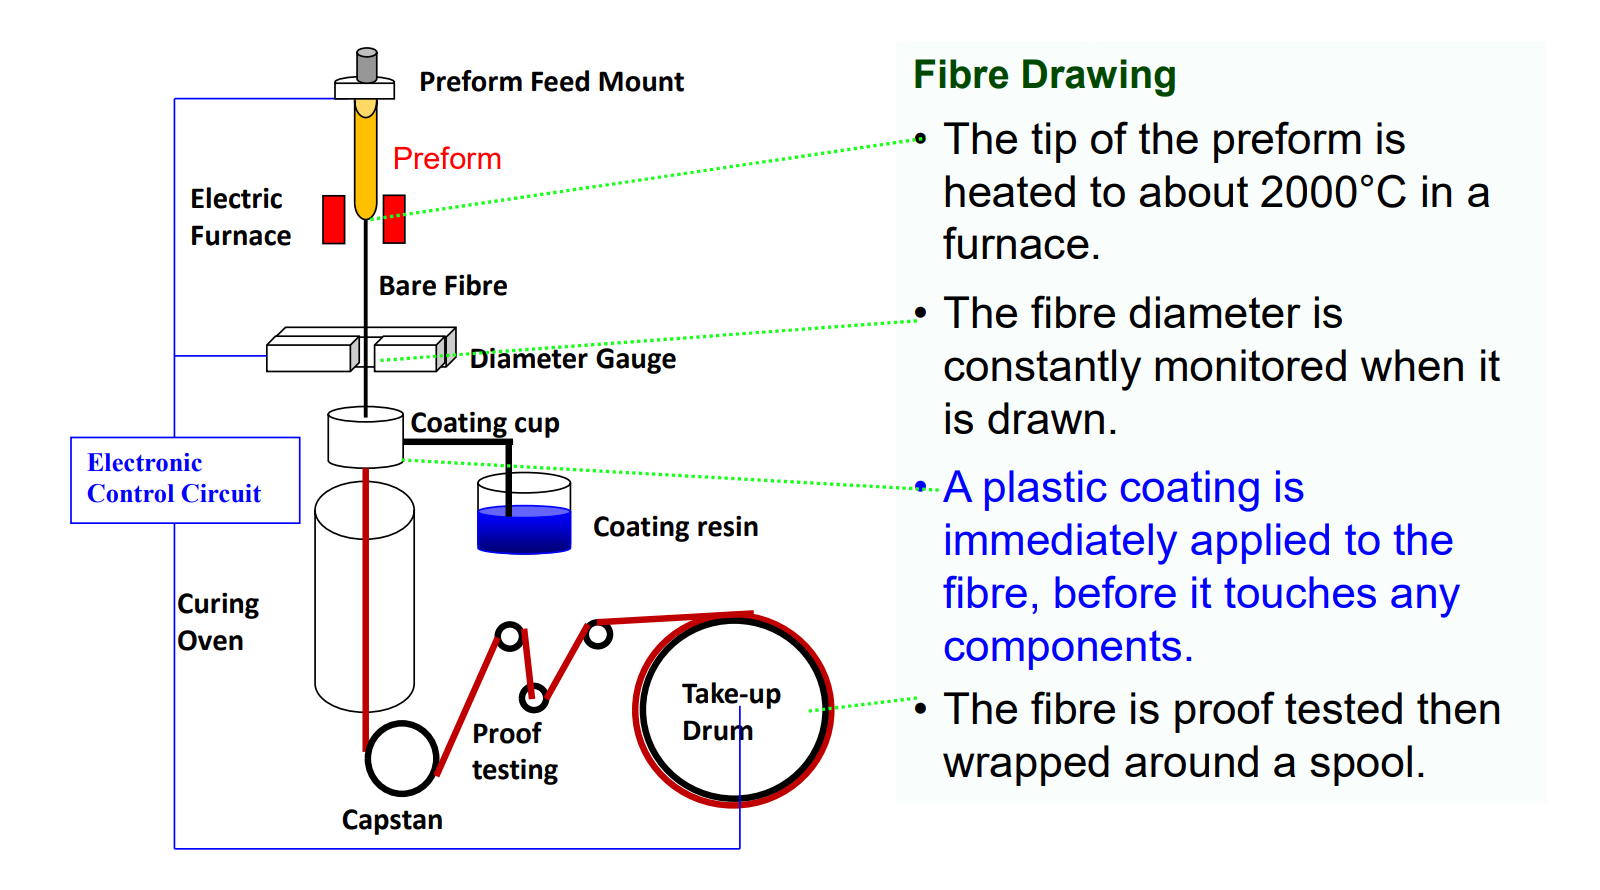 Preform Feed Mount
Preform
Electric
Furnace
Bare Fibre
Diameter Gauge
Coating cup
Electronic
Control Circuit
Coating resin
Curing
Oven
Take-up
Drum
Proof
testing
Capstan
Fibre Drawing
• The tip of the preform is
heated to about 2000°C in a
furnace.
• The fibre diameter is
constantly monitored when it
is drawn.
• A plastic coating is
immediately applied to the
fibre, before it touches any
components.
• The fibre is proof tested then
wrapped around a spool.